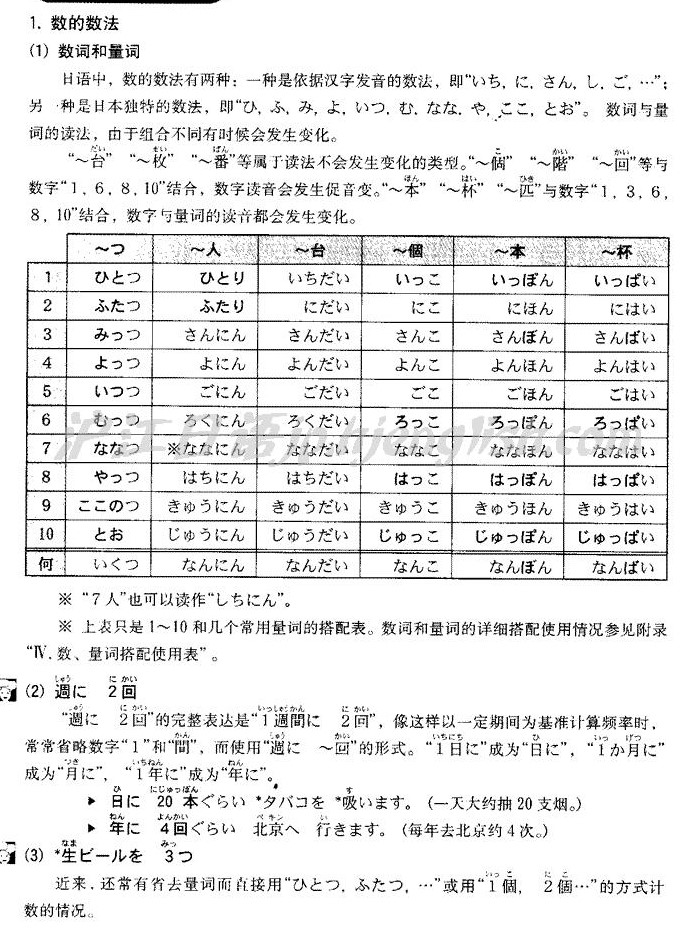 1. 数的数法
(1) 数词和量词
日语中，数的数法有两种：一种是依据汉字发音的数法，即“いち, に, さん, し, ご, …”；
另一种是日本独特的数法，即“ひ, ふ, み, よ, いつ, む, なな, や, ここ, とお”。 数词与量
词的读法，由于组合不同有时候会发生变化。
“～台” “～枚” “～番”等属于读法不会发生变化的类型。“～個” “～階” “～回”等与
数字“1, 6, 8, 10”结合，数字读音会发生促音变。“～本” “～杯” “～匹”与数字“1, 3, 6,
8, 10”结合，数字与量词的读音都会发生变化。
～つ ～人 ～台 ～個 ～本 ～杯
1 ひとつ ひとり いちだい いっこ いっぽん いっぱい
2 ふたつ ふたり にだい にこ にほん にはい
3 みっつ さんにん さんだい さんこ さんぼん さんばい
4 よっつ よにん よんだい よんこ よんほん よんはい
5 いつつ ごにん ごだい ごこ ごほん ごはい
6 むっつ ろくにん ろくだい ろっこ ろっぽん ろっぱい
7 ななつ ※ななにん ななだい ななこ ななほん ななはい
8 やっつ はちにん はちだい はっこ はっぽん はっぱい
9 ここのつ きゅうにん きゅうだい きゅうこ きゅうほん きゅうはい
10 とお じゅうにん じゅうだい じゅっこ じゅっぽん じゅっぱい
何 いくつ なんにん なんだい なんこ なんぼん なんばい
※ “7人”也可以读作“しちにん”。
※ 上表只是1～10和几个常用量词的搭配表。数词和量词的详细搭配使用情况参见附录
“Ⅳ. 数、量词搭配使用表”。
(2) 週に 2回
“週に 2回”的完整表达是“1週間に 2回”，像这样以一定期间为基准计算频率时，
常常省略数字“1”和“間”，而使用“週に ～回”的形式。“1日に”成为“日に”，“1か月に”
成为“月に”，“1年に”成为“年に”。
▶ 日に 20本ぐらい *タバコを *吸います。（一天大约抽20支烟。）
▶ 年に 4回ぐらい 北京へ 行きます。（每年去北京约4次。）
(3) *生ビールを 3つ
近来，还常有省去量词而直接用“ひとつ, ふたつ, …”或用“1個, 2個…”的方式计
数的情况。